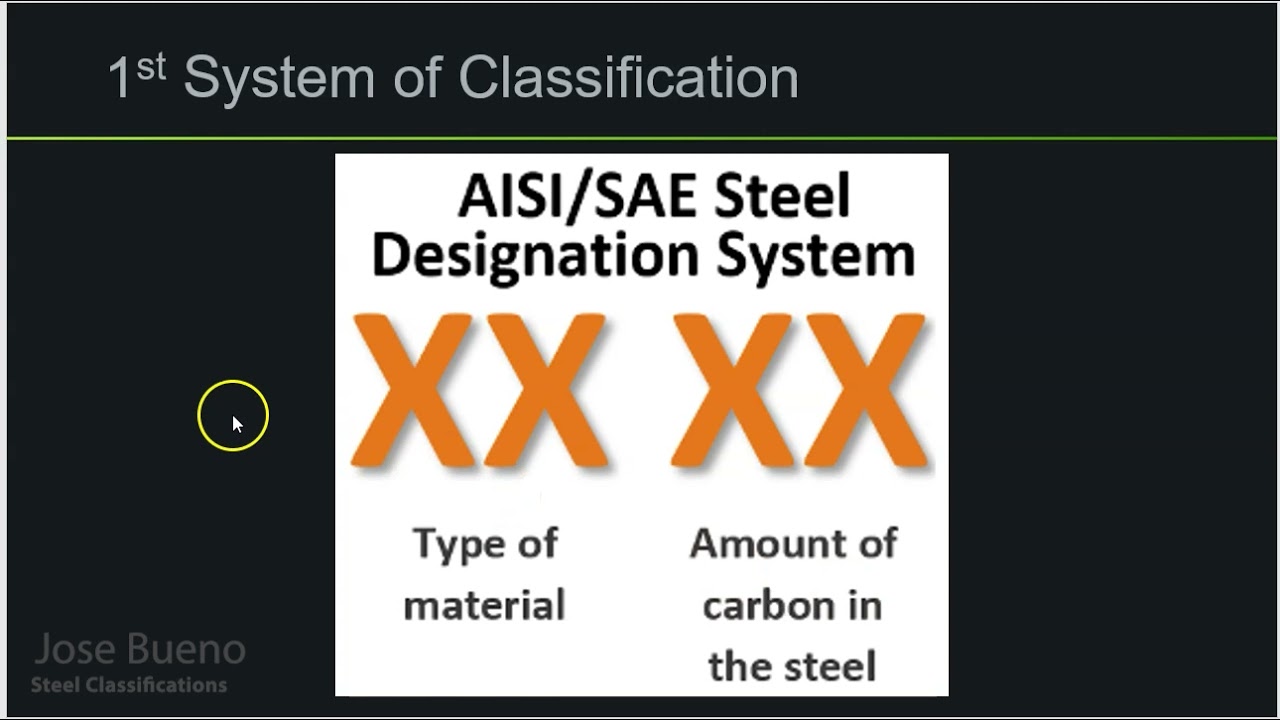 1st System of Classification
AISI/SAE Steel
Designation System
XX XX
Type of
material
Amount of
carbon in
the steel
Jose Bueno
Steel Classifications